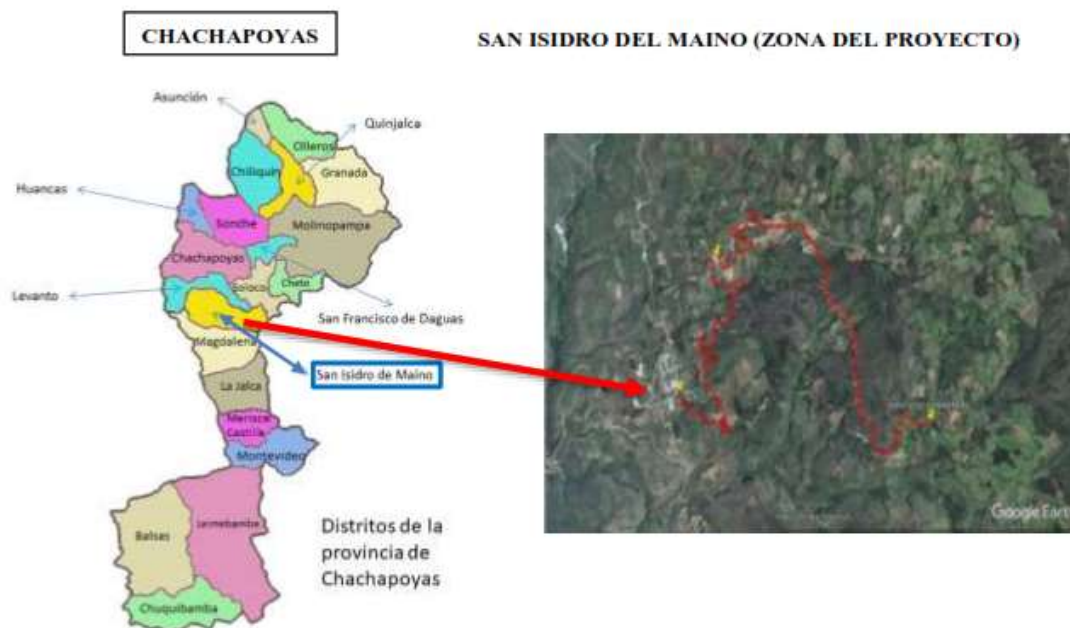 CHACHAPOYAS
SAN ISIDRO DEL MAINO (ZONA DEL PROYECTO)
Asunción
Quinjalca
Olleros
Chiliquín
Granada
Huancas
Sonche
Molinopampa
Chachapoyas
Soloco
Cheto
Levanto
San Francisco de Daguas
Magdalena
San Isidro de Maino
La Jalca
Mariscal
Castilla
Montevideo
Leimebamba
Balsas
Distritos de la
provincia de
Chachapoyas
Chuquibamba
Google Earth